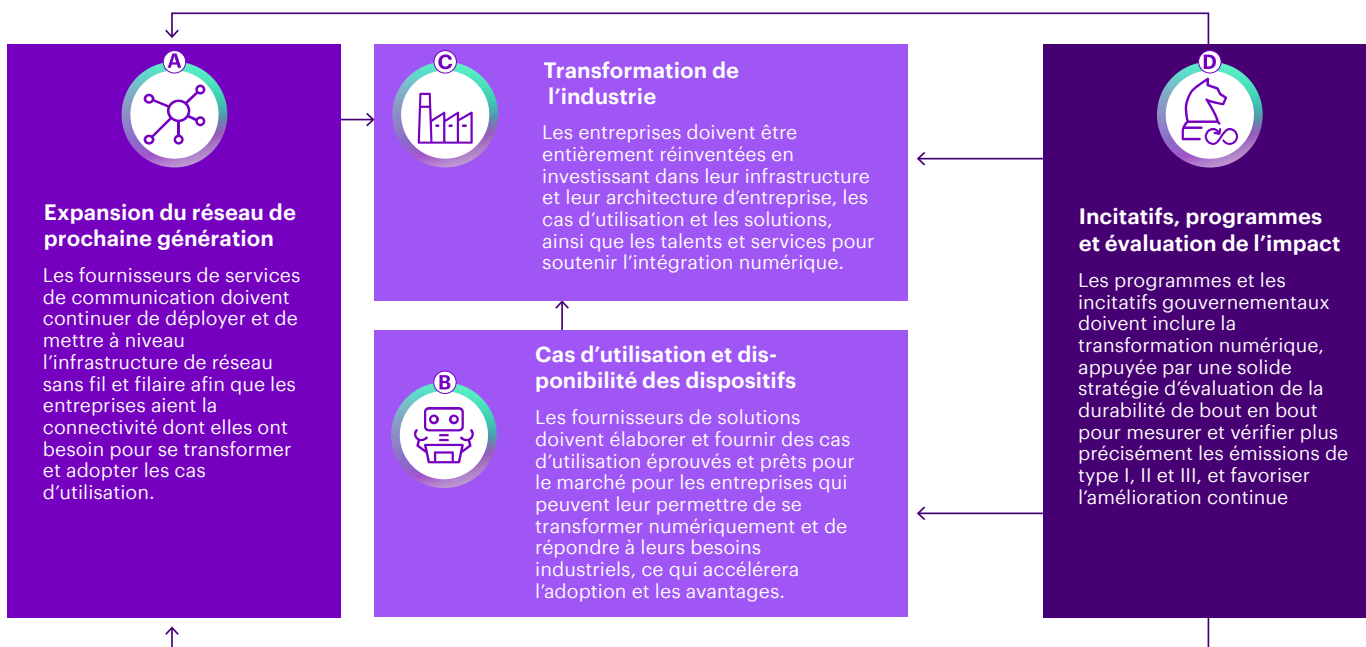 A
Expansion du réseau de
prochaine génération
Les fournisseurs de services
de communication doivent
continuer de déployer et de
mettre à niveau
l'infrastructure de réseau
sans fil et filaire afin que les
entreprises aient la
connectivité dont elles ont
besoin pour se transformer
et adopter les cas
d'utilisation.
C
Transformation de
l'industrie
Les entreprises doivent être
entièrement réinventées en
investissant dans leur infrastructure
et leur architecture d'entreprise, les
cas d'utilisation et les solutions,
ainsi que les talents et services pour
soutenir l'intégration numérique.
B
Cas d'utilisation et dis-
ponibilité des dispositifs
Les fournisseurs de solutions
doivent élaborer et fournir des cas
d'utilisation éprouvés et prêts pour
le marché pour les entreprises qui
peuvent leur permettre de se
transformer numériquement et de
répondre à leurs besoins
industriels, ce qui accélérera
l'adoption et les avantages.
D
Incitatifs, programmes
et évaluation de l'impact
Les programmes et les
incitatifs gouvernementaux
doivent inclure la
transformation numérique,
appuyée par une solide
stratégie d'évaluation de la
durabilité de bout en bout
pour mesurer et vérifier plus
précisément les émissions de
type I, II et III, et favoriser
l'amélioration continue